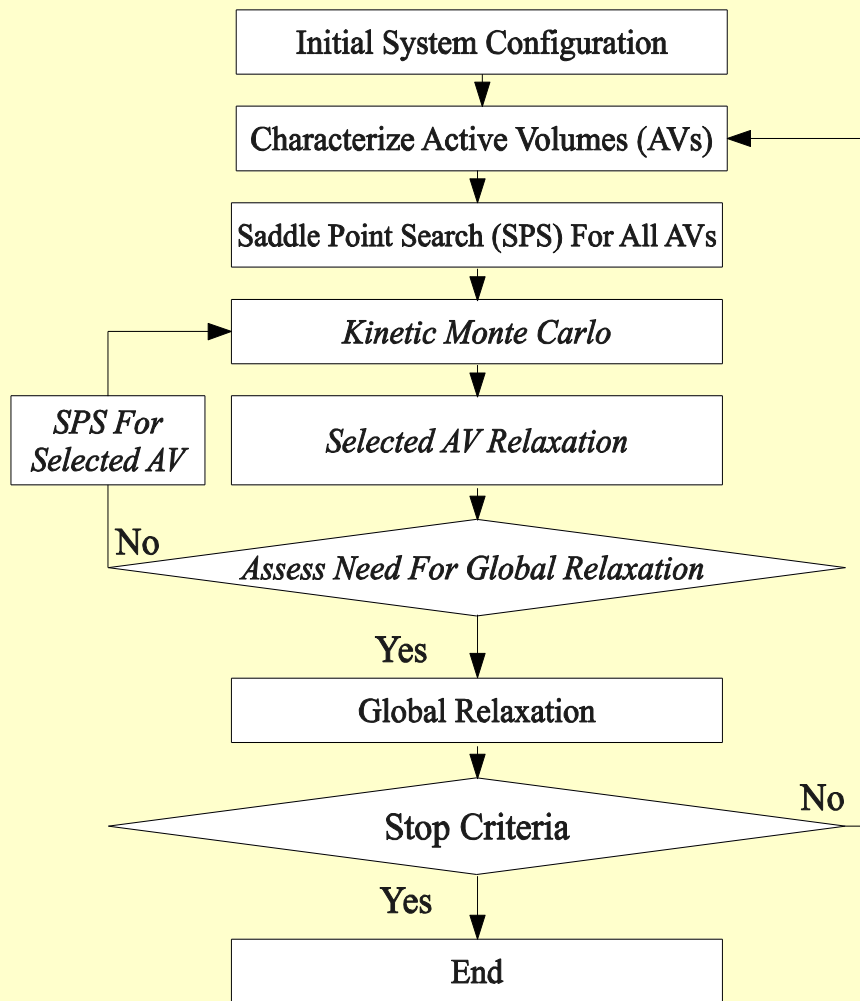 Initial System Configuration
Characterize Active Volumes (AVs)
Saddle Point Search (SPS) For All AVs
Kinetic Monte Carlo
SPS For
Selected AV
Selected AV Relaxation
No
Assess Need For Global Relaxation
Yes
Global Relaxation
No
Stop Criteria
Yes
End